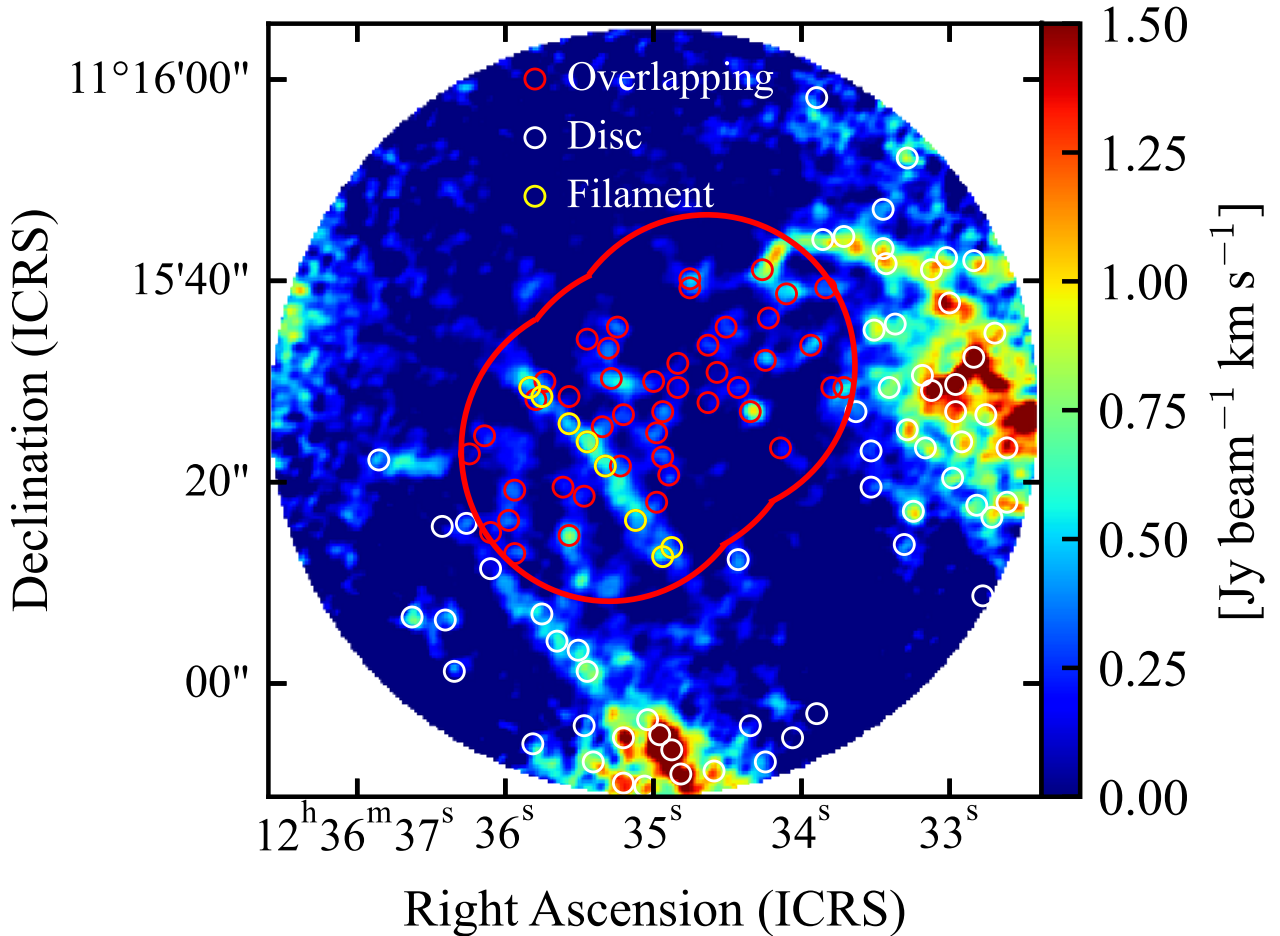 Overlapping
Disc
Filament
11°16'00"
15'40"
20"
00"
Declination (ICRS)
12ʰ36ᵐ37ˢ 36ˢ 35ˢ 34ˢ 33ˢ
Right Ascension (ICRS)
1.50
1.25
1.00
0.75
0.50
0.25
0.00
[Jy beam⁻¹ km s⁻¹]